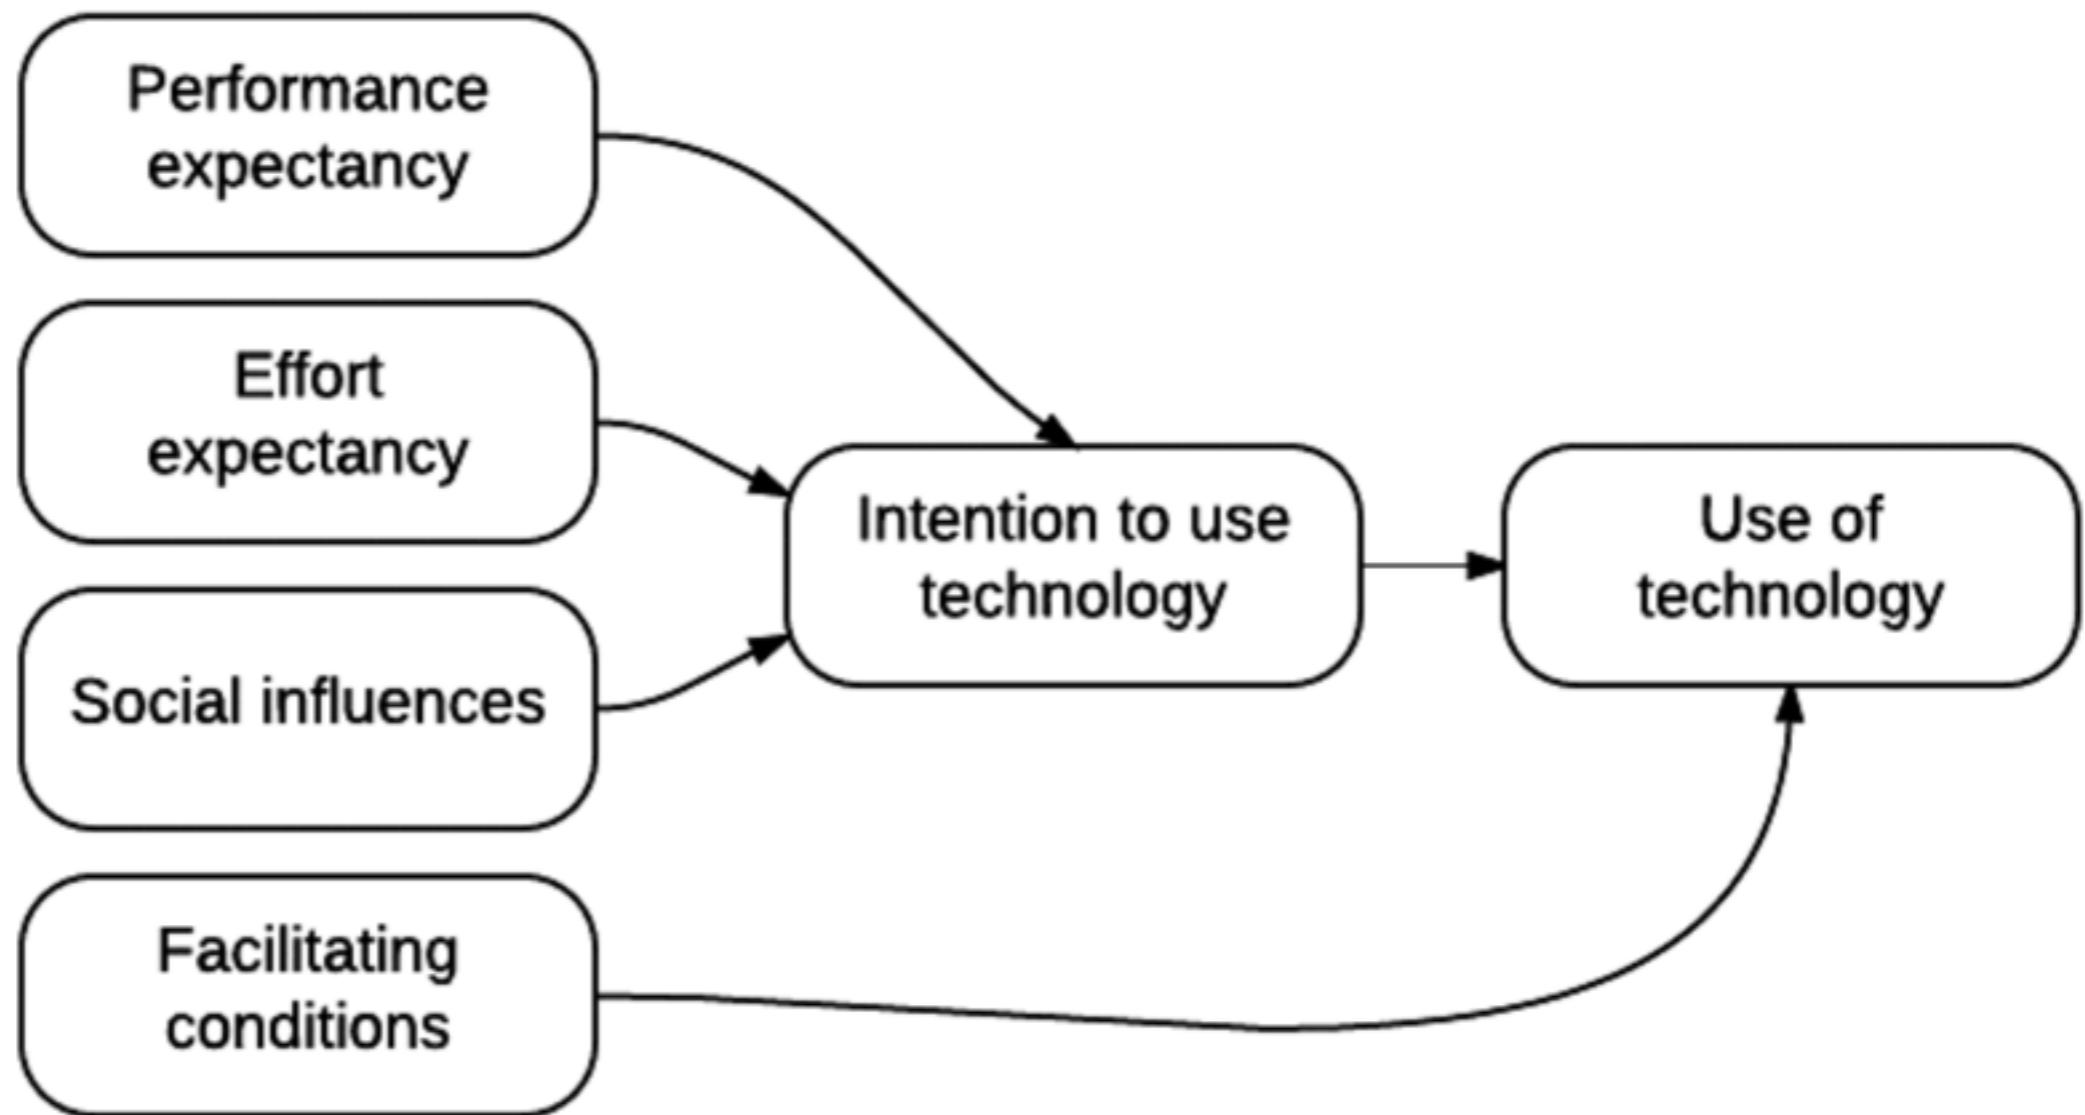 Performance
expectancy
Effort
expectancy
Social influences
Facilitating
conditions
Intention to use
technology
Use of
technology